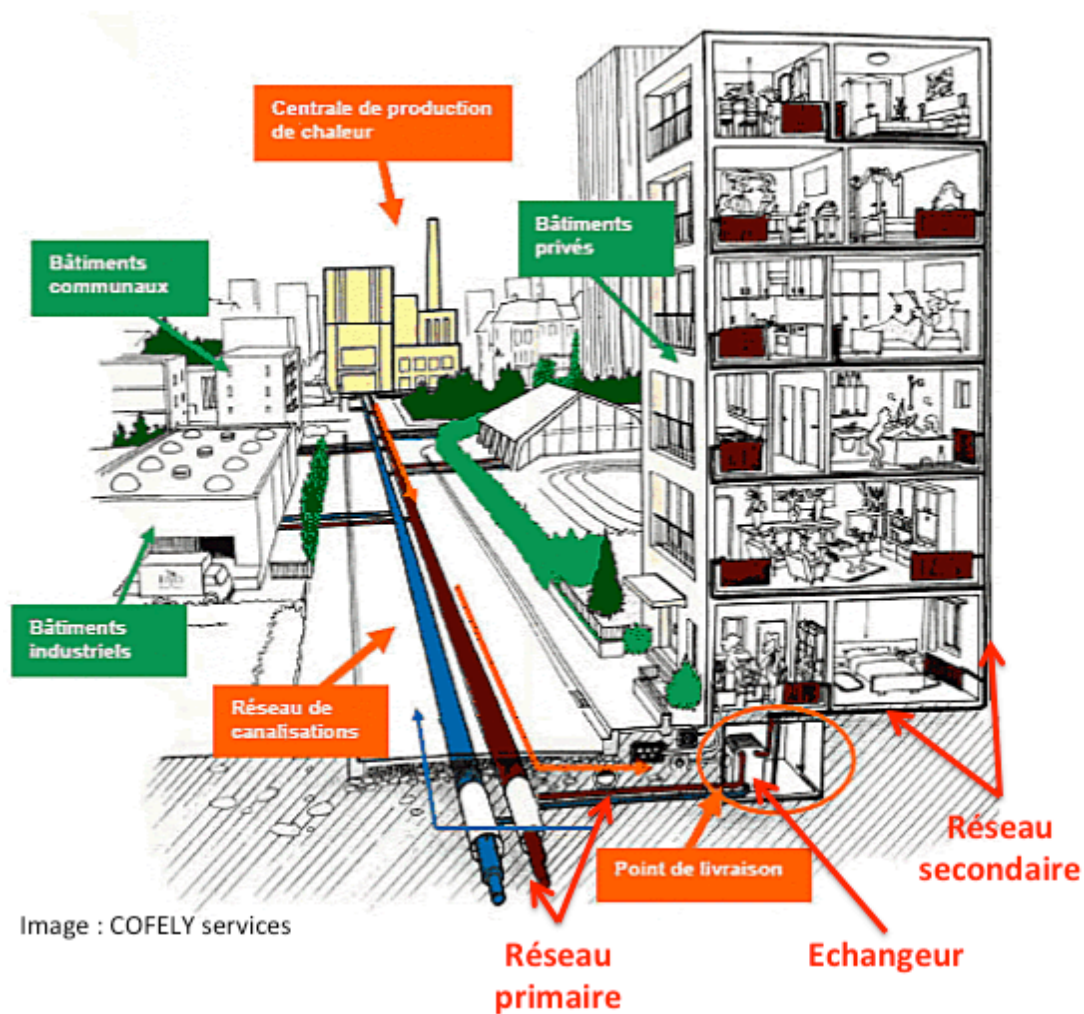 Centrale de production
de chaleur
Bâtiments
privés
Bâtiments
communaux
Bâtiments
industriels
Réseau de
canalisations
Point de livraison
Réseau
secondaire
Image : COFELY services
Réseau
primaire
Echangeur